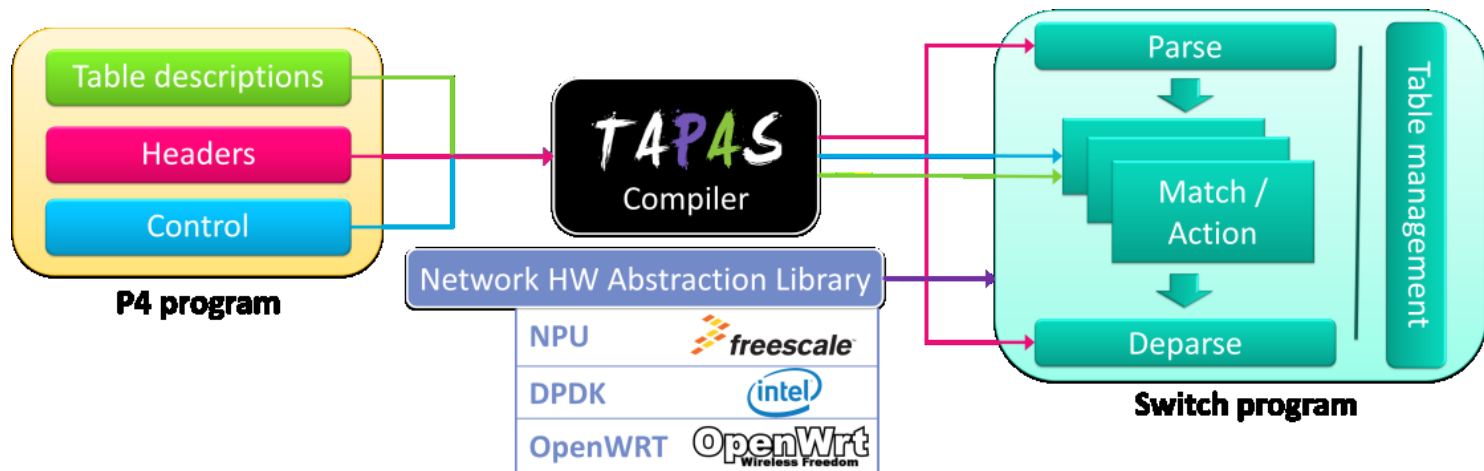 Table descriptions
Headers
Control
P4 program
TAPAS
Compiler
Network HW Abstraction Library
NPU
freescale
DPDK
intel
OpenWRT
OpenWrt
Wireless Freedom
Parse
Match /
Action
Deparse
Table management
Switch program